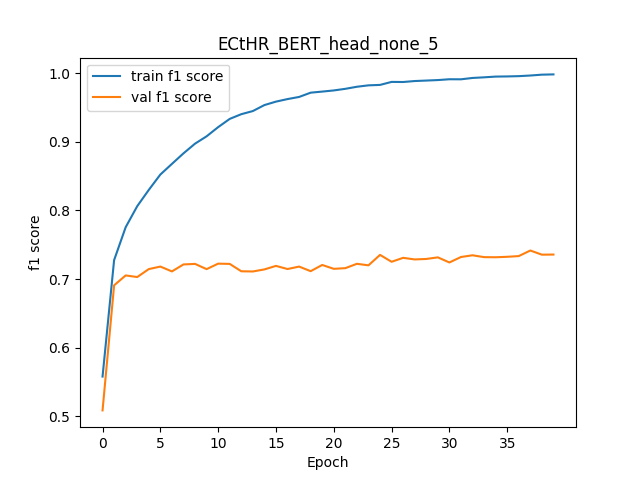 ECtHR_BERT_head_none_5
train f1 score
val f1 score
1.0
0.9
0.8
0.7
0.6
0.5
f1 score
0 5 10 15 20 25 30 35
Epoch